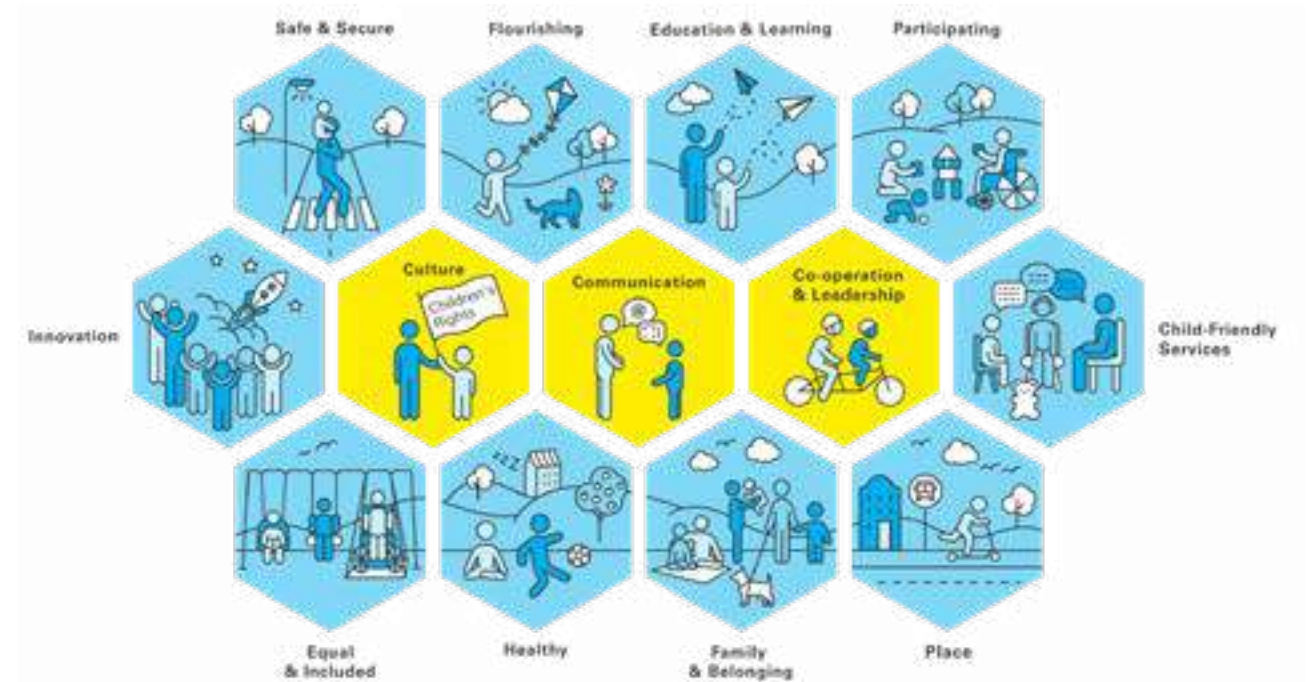 Safe & Secure
Flourishing
Education & Learning
Participating
Innovation
Culture
Children's
Rights
Communication
Co-operation
& Leadership
Child-Friendly
Services
zzZ
Equal
& Included
Healthy
Family
& Belonging
Place